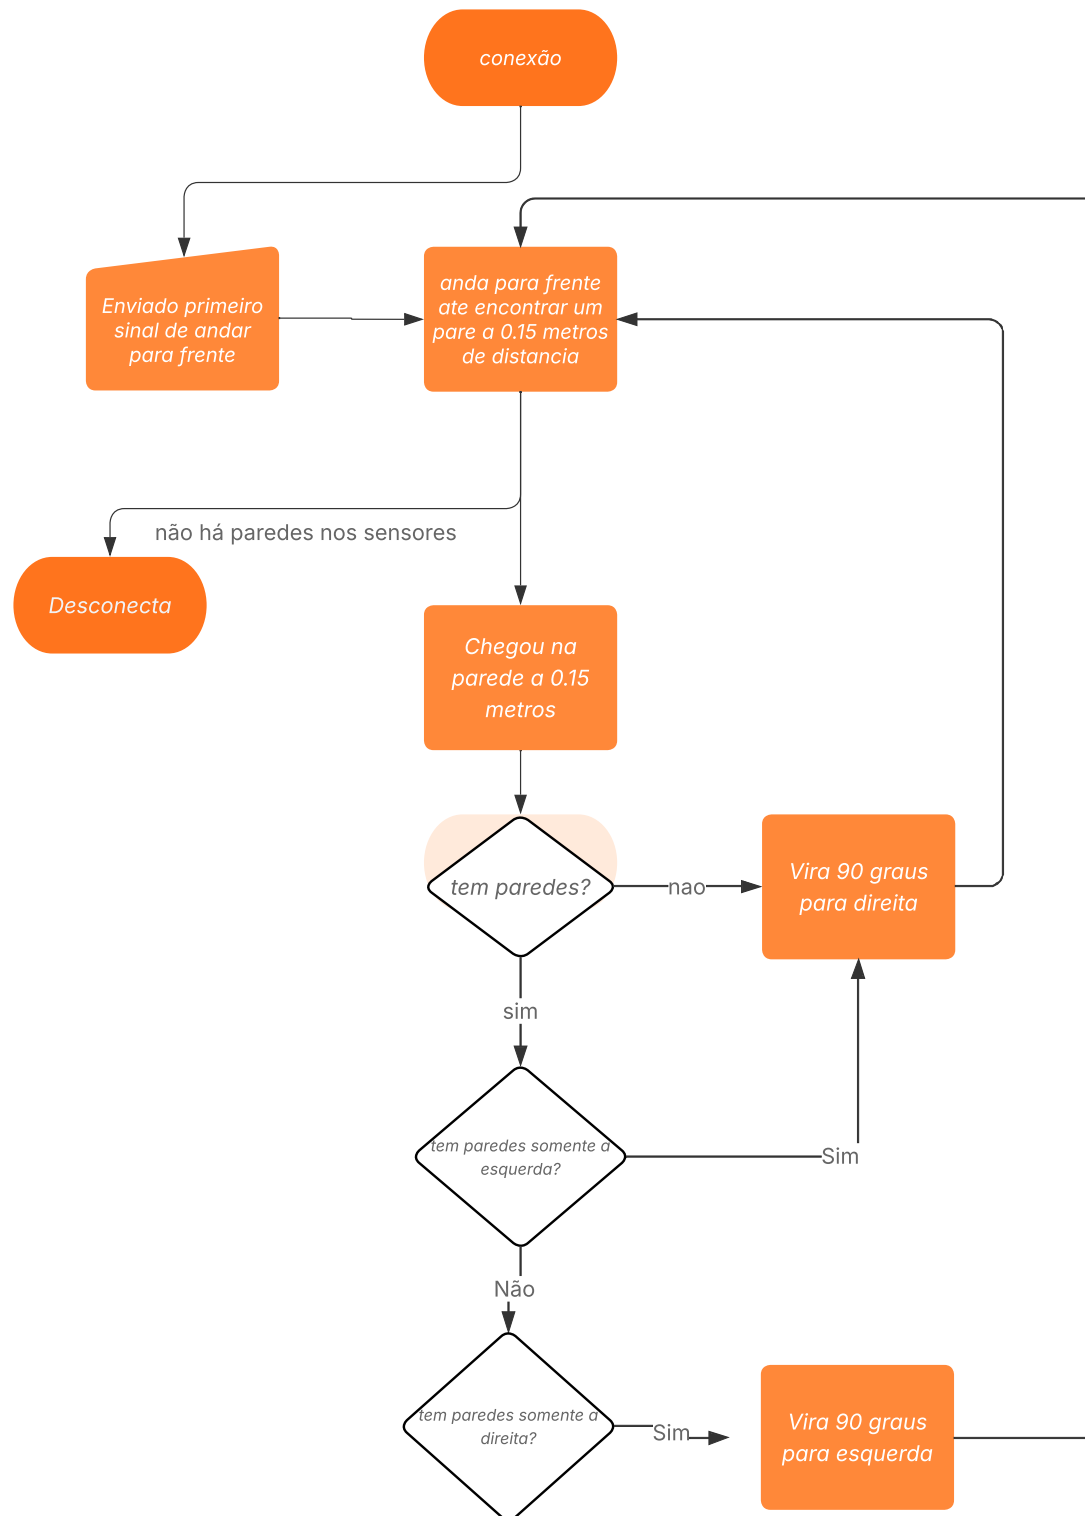 conexão
Enviado primeiro
sinal de andar
para frente
anda para frente
ate encontrar um
pare a 0.15 metros
de distancia
não há paredes nos sensores
Desconecta
Chegou na
parede a 0.15
metros
tem paredes?
nao
Vira 90 graus
para direita
sim
tem paredes somente a
esquerda?
Sim
Não
tem paredes somente a
direita?
Sim
Vira 90 graus
para esquerda